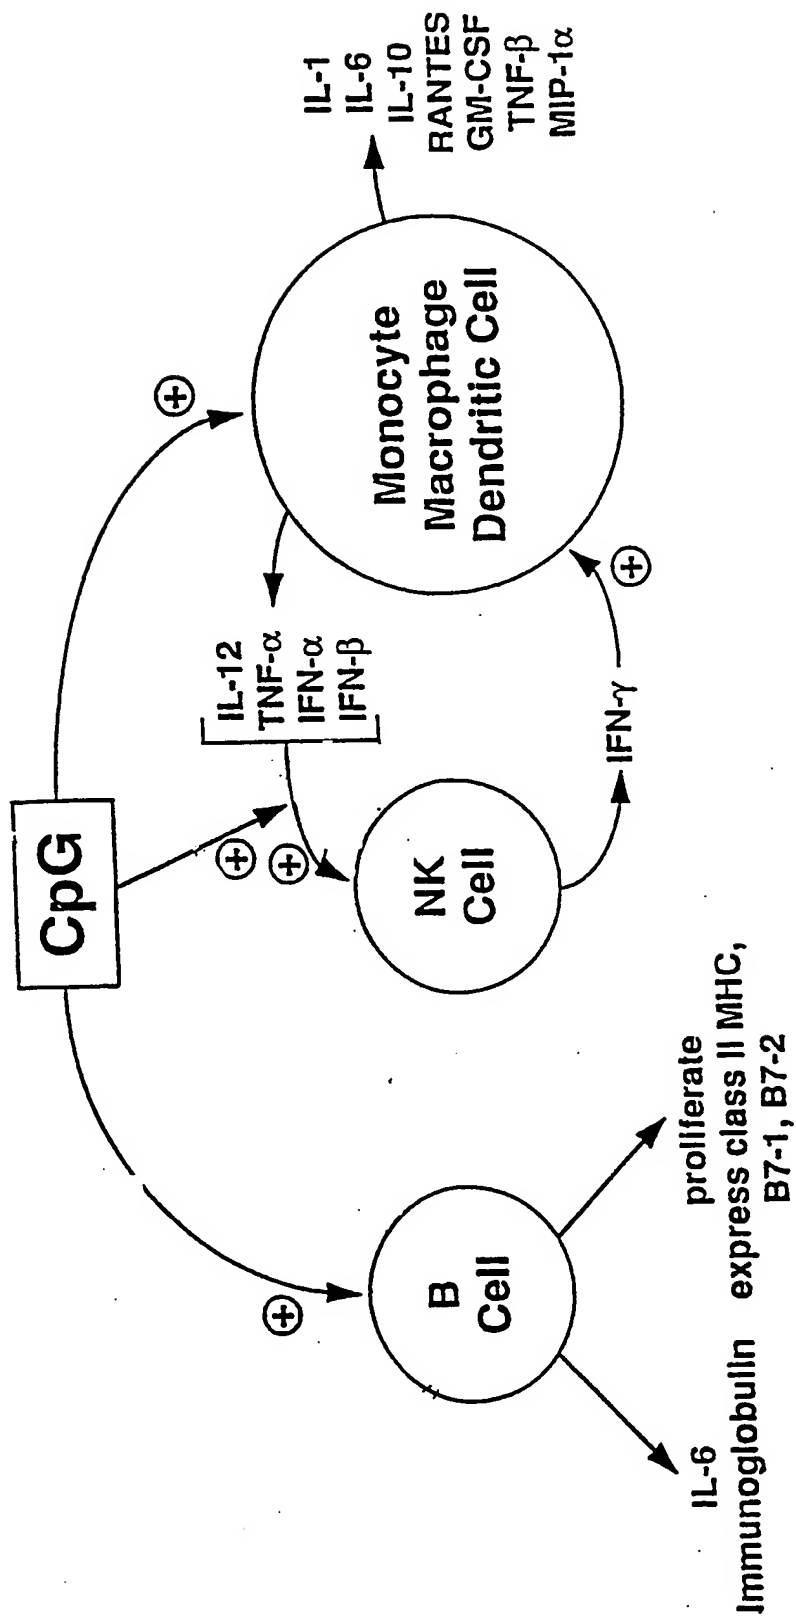 CpG
⊕
⊕
⊕
⊕
IL-12
TNF-α
IFN-α
IFN-β
IL-1
IL-6
IL-10
RANTES
GM-CSF
TNF-β
MIP-1α
B
Cell
NK
Cell
Monocyte
Macrophage
Dendritic Cell
IFN-γ
⊕
IL-6
Immunoglobulin
proliferate
express class II MHC,
B7-1, B7-2